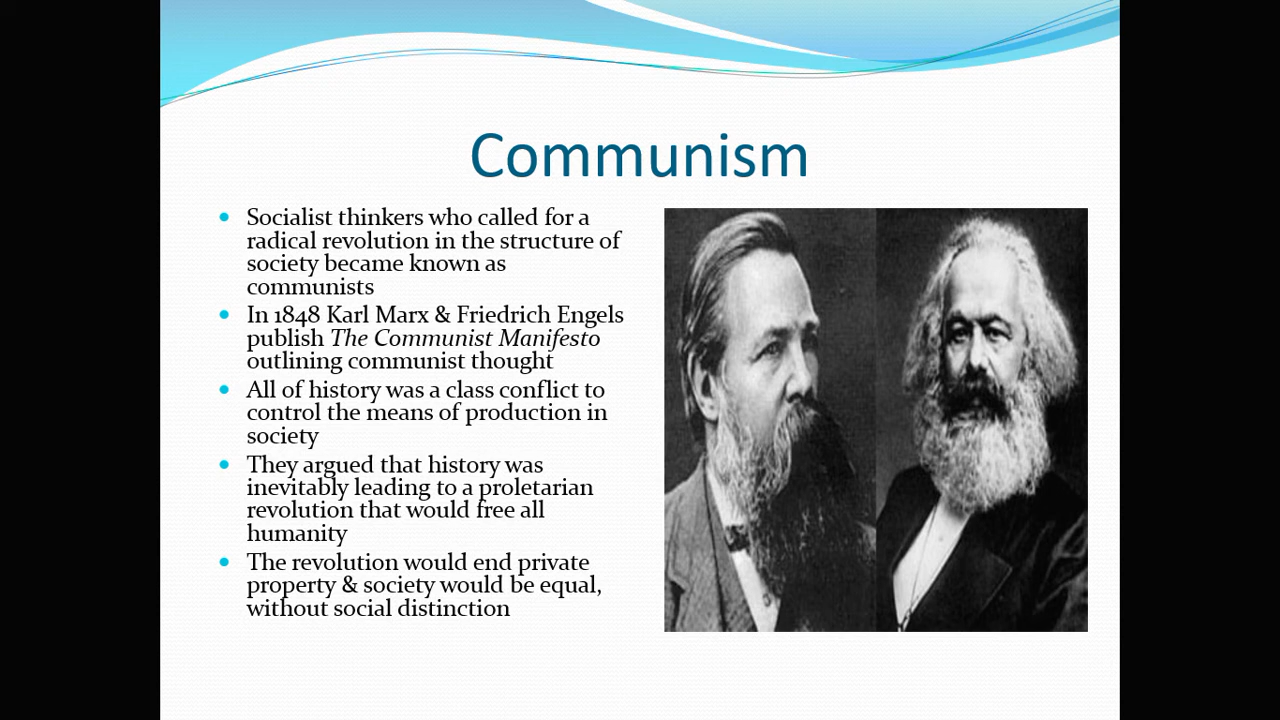 Communism
Socialist thinkers who called for a
radical revolution in the structure of
society became known as
communists
In 1848 Karl Marx & Friedrich Engels
publish The Communist Manifesto
outlining communist thought
All of history was a class conflict to
control the means of production in
society
They argued that history was
inevitably leading to a proletarian
revolution that would free all
humanity
The revolution would end private
property & society would be equal,
without social distinction